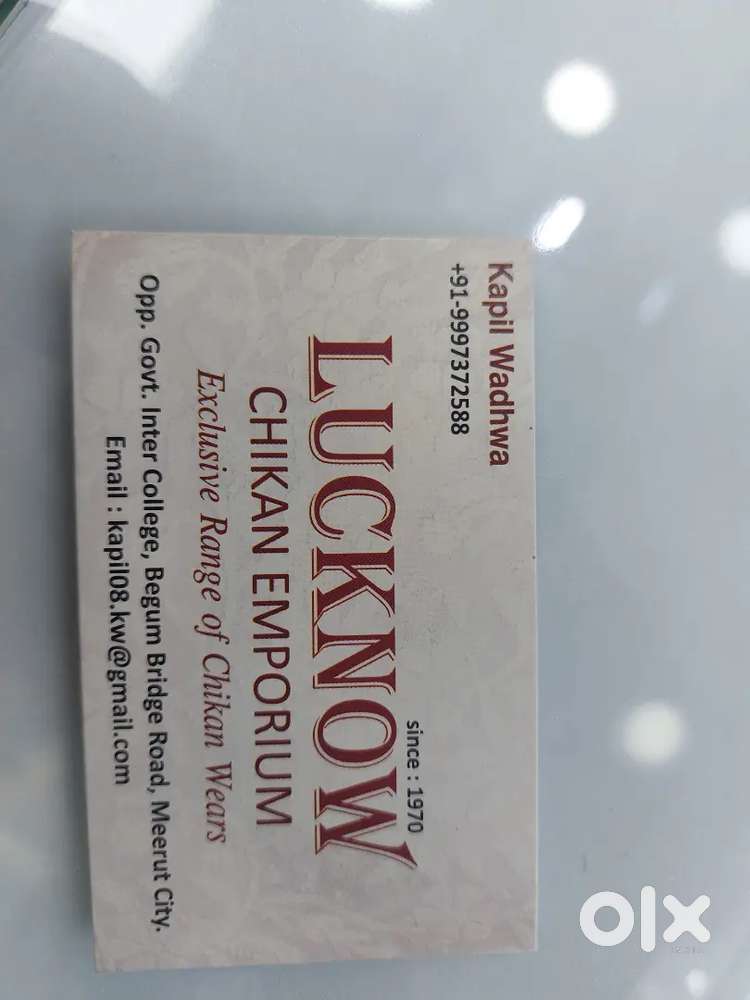 Kapil Wadhwa
+91-9997372588
since : 1970
LUCKNOW
CHIKAN EMPORIUM
Exclusive Range of Chikan Wears
Opp. Govt. Inter College, Begum Bridge Road, Meerut City.
Email : kapil08.kw@gmail.com
olx